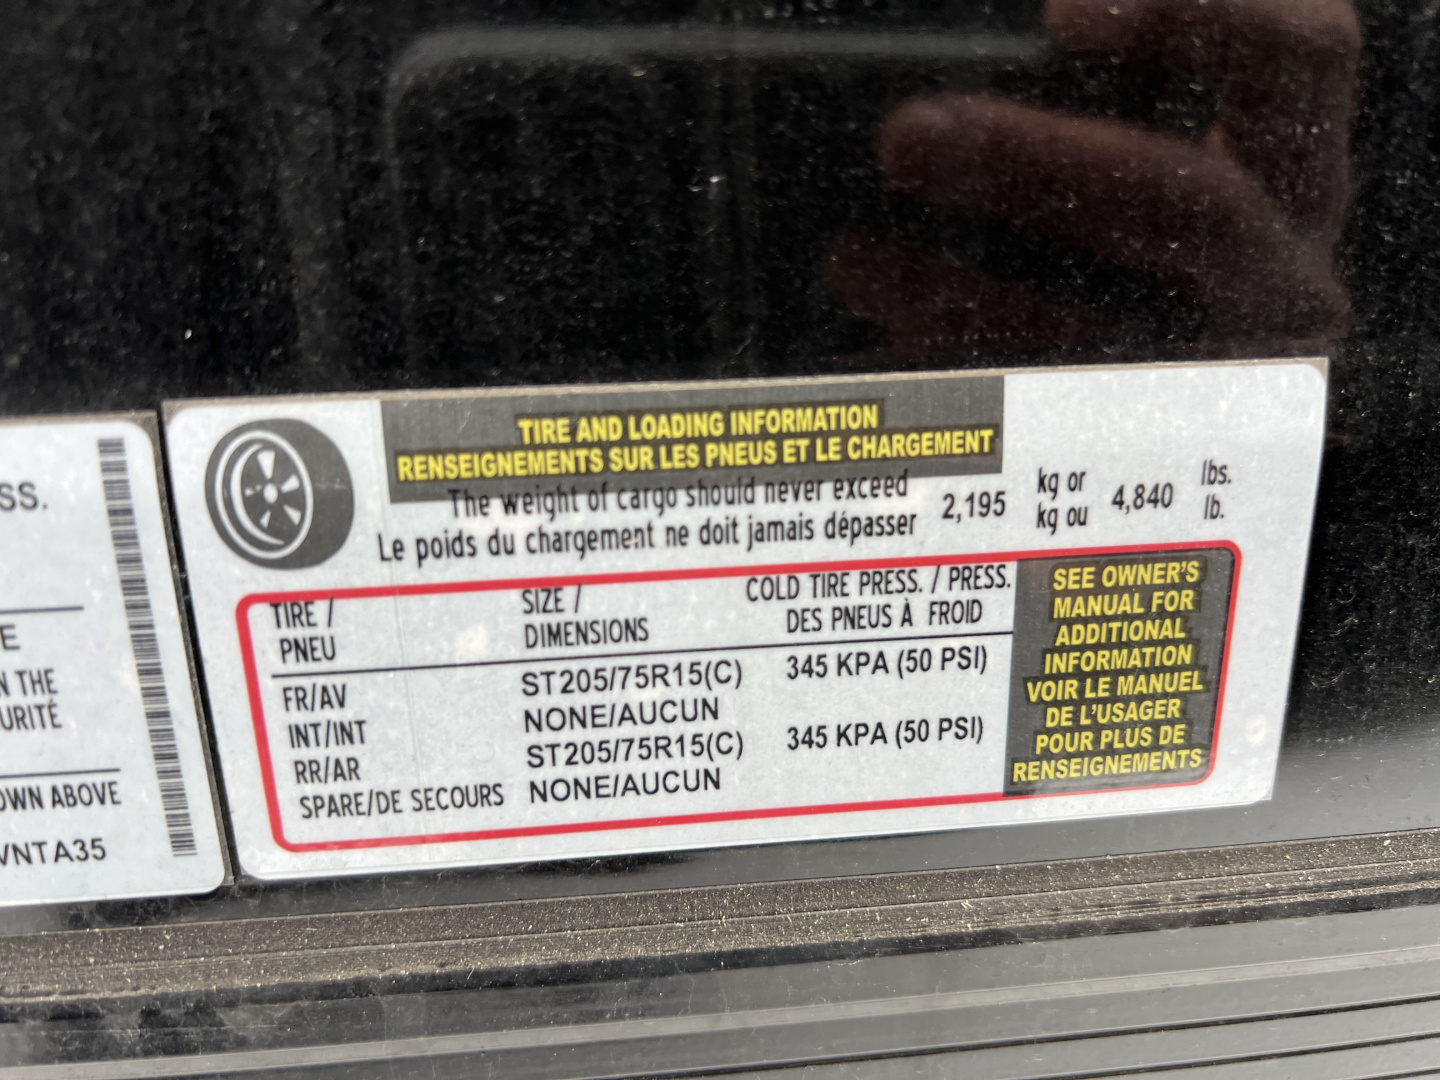 SS.
E
N THE
URITÉ
OWN ABOVE
VNTA35
TIRE AND LOADING INFORMATION
RENSEIGNEMENTS SUR LES PNEUS ET LE CHARGEMENT
The weight of cargo should never exceed
Le poids du chargement ne doit jamais dépasser
2,195
kg or
kg ou
4,840
lbs.
lb.
TIRE /
PNEU
SIZE /
DIMENSIONS
COLD TIRE PRESS. / PRESS.
DES PNEUS À FROID
FR/AV ST205/75R15(C) 345 KPA (50 PSI)
INT/INT NONE/AUCUN
RR/AR ST205/75R15(C) 345 KPA (50 PSI)
SPARE/DE SECOURS NONE/AUCUN
SEE OWNER'S
MANUAL FOR
ADDITIONAL
INFORMATION
VOIR LE MANUEL
DE L'USAGER
POUR PLUS DE
RENSEIGNEMENTS